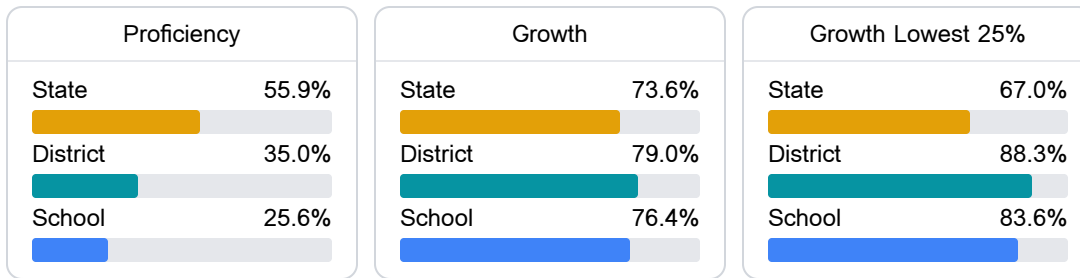 Proficiency
State 55.9%
District 35.0%
School 25.6%
Growth
State 73.6%
District 79.0%
School 76.4%
Growth Lowest 25%
State 67.0%
District 88.3%
School 83.6%